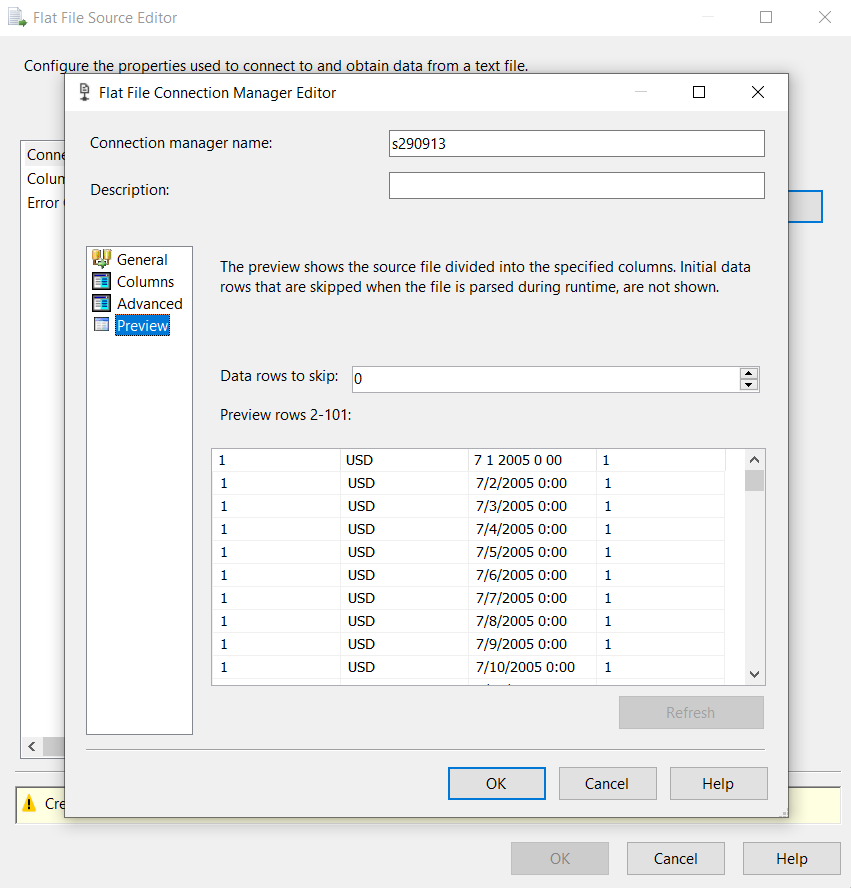 Flat File Source Editor
Configure the properties used to connect to and obtain data from a text file.
Flat File Connection Manager Editor
Connection manager name:
s290913
Description:
Conne
Colum
Error
General
Columns
Advanced
Preview
The preview shows the source file divided into the specified columns. Initial data
rows that are skipped when the file is parsed during runtime, are not shown.
Data rows to skip:
0
Preview rows 2-101:
1 USD 7 1 2005 0 00 1
1 USD 7/2/2005 0:00 1
1 USD 7/3/2005 0:00 1
1 USD 7/4/2005 0:00 1
1 USD 7/5/2005 0:00 1
1 USD 7/6/2005 0:00 1
1 USD 7/7/2005 0:00 1
1 USD 7/8/2005 0:00 1
1 USD 7/9/2005 0:00 1
1 USD 7/10/2005 0:00 1
Refresh
OK Cancel Help
Cre
OK Cancel Help